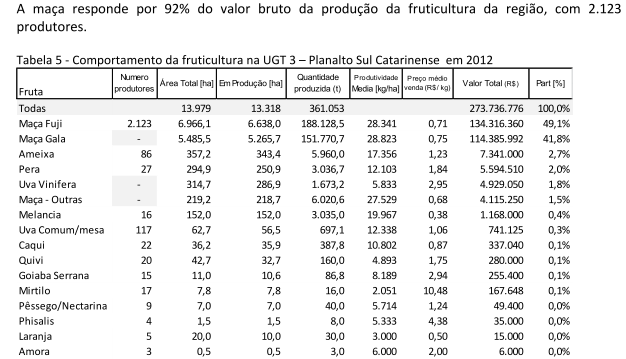 A maça responde por 92% do valor bruto da produção da fruticultura da região, com 2.123
produtores.
Tabela 5 - Comportamento da fruticultura na UGT 3 – Planalto Sul Catarinense em 2012
Fruta Numero produtores Área Total [ha] Em Produção [ha] Quantidade produzida (t) Produtividade Media [kg/ha] Preço médio venda (R$/ kg) Valor Total (R$) Part [%]
Todas 13.979 13.318 361.053 273.736.776 100,0%
Maça Fuji 2.123 6.966,1 6.638,0 188.128,5 28.341 0,71 134.316.360 49,1%
Maça Gala - 5.485,5 5.265,7 151.770,7 28.823 0,75 114.385.992 41,8%
Ameixa 86 357,2 343,4 5.960,0 17.356 1,23 7.341.000 2,7%
Pera 27 294,9 250,9 3.036,7 12.103 1,84 5.594.510 2,0%
Uva Vinifera - 314,7 286,9 1.673,2 5.833 2,95 4.929.050 1,8%
Maça - Outras - 219,2 218,7 6.020,6 27.529 0,68 4.115.250 1,5%
Melancia 16 152,0 152,0 3.035,0 19.967 0,38 1.168.000 0,4%
Uva Comum/mesa 117 62,7 56,5 697,1 12.338 1,06 741.125 0,3%
Caqui 22 36,2 35,9 387,8 10.802 0,87 337.040 0,1%
Quivi 20 42,7 32,7 160,0 4.893 1,75 280.000 0,1%
Goiaba Serrana 15 11,0 10,6 86,8 8.189 2,94 255.400 0,1%
Mirtilo 17 7,8 7,8 16,0 2.051 10,48 167.648 0,1%
Pêssego/Nectarina 9 7,0 7,0 40,0 5.714 1,24 49.400 0,0%
Phisalis 4 1,5 1,5 8,0 5.333 4,38 35.000 0,0%
Laranja 5 20,0 10,0 30,0 3.000 0,50 15.000 0,0%
Amora 3 0,5 0,5 3,0 6.000 2,00 6.000 0,0%